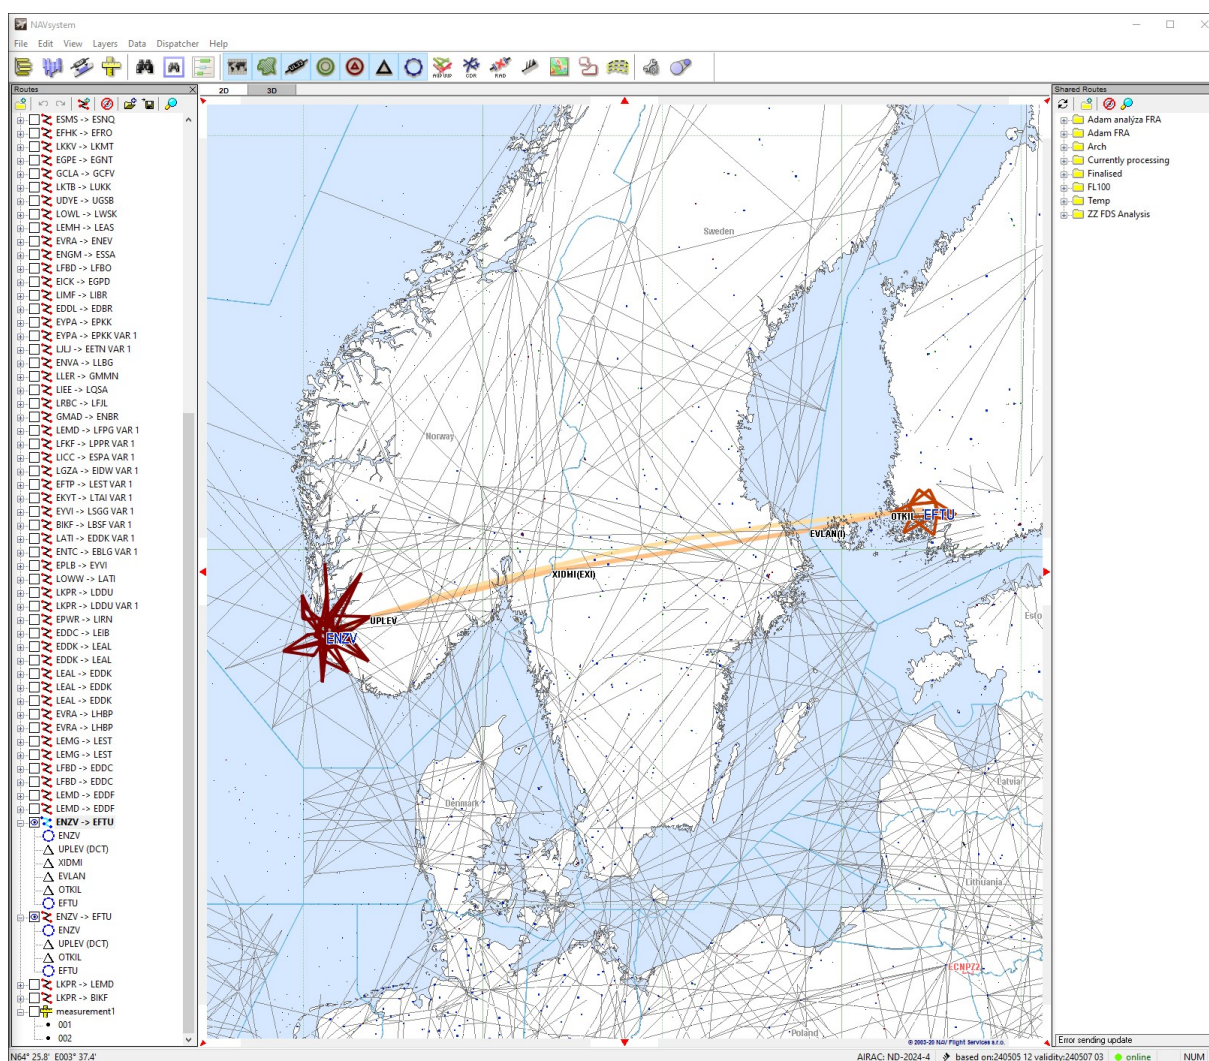 NAVsystem
File Edit View Layers Data Dispatcher Help
AID UIP CDR RAD
Routes
ESMS -> ESNQ
EFHK -> EFRO
LKKV -> LKMT
EGPE -> EGNT
GCLA -> GCFV
LKTB -> LUKK
UDYE -> UGSB
LOWL -> LWSK
LEMH -> LEAS
EVRA -> ENEV
ENGM -> ESSA
LFBD -> LFBO
EICK -> EGPD
LIMF -> LIBR
EDDL -> EDBR
EYPA -> EPKK
EYPA -> EPKK VAR 1
LJLJ -> EETN VAR 1
ENVA -> LLBG
LLER -> GMMN
LIEE -> LQSA
LRBC -> LFJL
GMAD -> ENBR
LEMD -> LFPG VAR 1
LFKF -> LPPR VAR 1
LICC -> ESPA VAR 1
LGZA -> EIDW VAR 1
EFTP -> LEST VAR 1
EKYT -> LTAI VAR 1
EYVI -> LSGG VAR 1
BIKF -> LBSF VAR 1
LATI -> EDDK VAR 1
ENTC -> EBLG VAR 1
EPLB -> EYVI
LOWW -> LATI
LKPR -> LDDU
LKPR -> LDDU VAR 1
EPWR -> LIRN
EDDC -> LEIB
EDDK -> LEAL
EDDK -> LEAL
LEAL -> EDDK
LEAL -> EDDK
LEAL -> EDDK
EVRA -> LHBP
EVRA -> LHBP
LEMG -> LEST
LEMG -> LEST
LFBD -> EDDC
LFBD -> EDDC
LEMD -> EDDF
LEMD -> EDDF
ENZV -> EFTU
ENZV
UPLEV (DCT)
XIDMI
EVLAN
OTKIL
EFTU
ENZV -> EFTU
ENZV
UPLEV (DCT)
OTKIL
EFTU
LKPR -> LEMD
LKPR -> BIKF
measurement1
001
002
2D 3D
Sweden
Norway
OTKIL EFTU
EVLAN(I)
XIDMI(EXI)
UPLEV
ENZV
Esto
Latvia
Denmark
Lithuania
ECNPZ2
Poland
© 2003-20 NAV Flight Services s.r.o.
Shared Routes
Adam analýza FRA
Adam FRA
Arch
Currently processing
Finalised
FL100
Temp
ZZ FDS Analysis
Error sending update
N64° 25.8' E003° 37.4'
AIRAC: ND-2024-4 based on:240505 12 validity:240507 03 online NUM